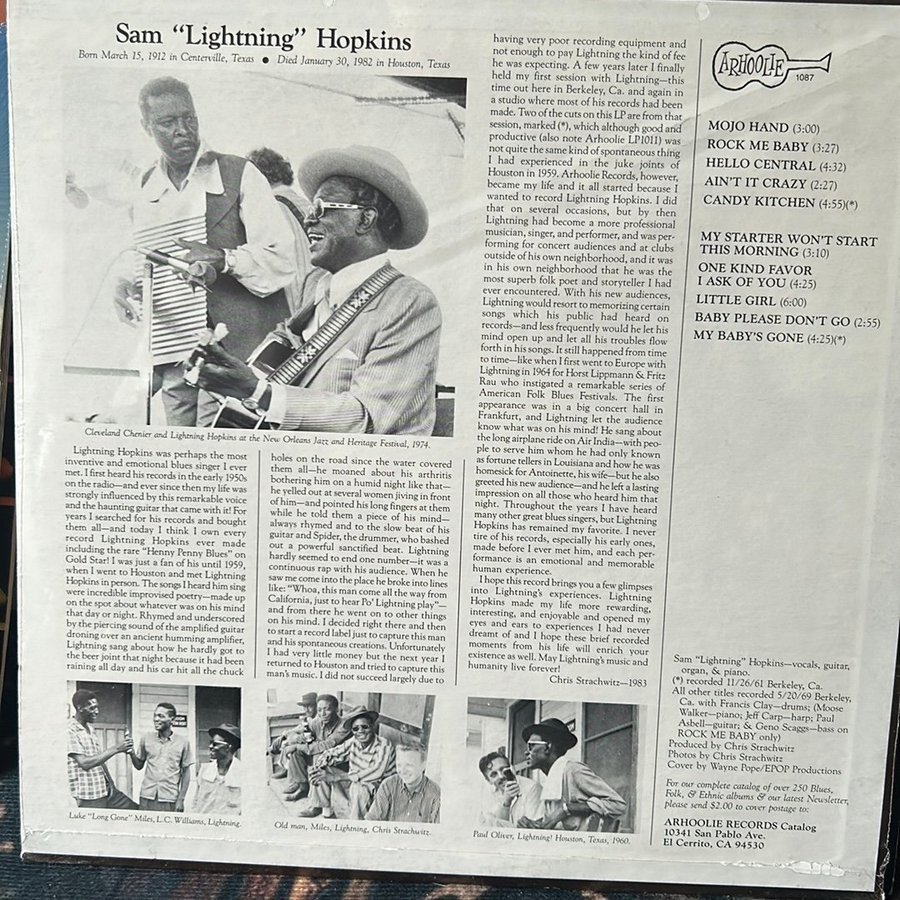 Sam “Lightning” Hopkins
Born March 15, 1912 in Centerville, Texas ● Died January 30, 1982 in Houston, Texas
Cleveland Chenier and Lightning Hopkins at the New Orleans Jazz and Heritage Festival, 1974.
Lightning Hopkins was perhaps the most
inventive and emotional blues singer I ever
met. I first heard his records in the early 1950s
on the radio—and ever since then my life was
strongly influenced by this remarkable voice
and the haunting guitar that came with it! For
years I searched for his records and bought
them all—and today I think I own every
record Lightning Hopkins ever made
including the rare “Henny Penny Blues” on
Gold Star! I was just a fan of his until 1959,
when I went to Houston and met Lightning
Hopkins in person. The songs I heard him sing
were incredible improvised poetry—made up
on the spot about whatever was on his mind
that day or night. Rhymed and underscored
by the piercing sound of the amplified guitar
droning over an ancient humming amplifier,
Lightning sang about how he hardly got to
the beer joint that night because it had been
raining all day and his car hit all the chuck
holes on the road since the water covered
them all—he moaned about his arthritis
bothering him on a humid night like that—
he yelled out at several women jiving in front
of him—and pointed his long fingers at them
while he told them a piece of his mind—
always rhymed and to the slow beat of his
guitar and Spider, the drummer, who bashed
out a powerful sanctified beat. Lightning
hardly seemed to end one number—it was a
continuous rap with his audience. When he
saw me come into the place he broke into lines
like: “Whoa, this man come all the way from
California, just to hear Po’ Lightning play”—
and from there he went on to other things
on his mind. I decided right there and then
to start a record label just to capture this man
and his spontaneous creations. Unfortunately
I had very little money but the next year I
returned to Houston and tried to capture this
man’s music. I did not succeed largely due to
having very poor recording equipment and
not enough to pay Lightning the kind of fee
he was expecting. A few years later I finally
held my first session with Lightning—this
time out here in Berkeley, Ca. and again in
a studio where most of his records had been
made. Two of the cuts on this LP are from that
session, marked (*), which although good and
productive (also note Arhoolie LP1011) was
not quite the same kind of spontaneous thing
I had experienced in the juke joints of
Houston in 1959. Arhoolie Records, however,
became my life and it all started because I
wanted to record Lightning Hopkins. I did
that on several occasions, but by then
Lightning had become a more professional
musician, singer, and performer, and was per-
forming for concert audiences and at clubs
outside of his own neighborhood, and it was
in his own neighborhood that he was the
most superb folk poet and storyteller I had
ever encountered. With his new audiences,
Lightning would resort to memorizing certain
songs which his public had heard on
records—and less frequently would he let his
mind open up and let all his troubles flow
forth in his songs. It still happened from time
to time—like when I first went to Europe with
Lightning in 1964 for Horst Lippmann & Fritz
Rau who instigated a remarkable series of
American Folk Blues Festivals. The first
appearance was in a big concert hall in
Frankfurt, and Lightning let the audience
know what was on his mind! He sang about
the long airplane ride on Air India—with peo-
ple to serve him whom he had only known
as fortune tellers in Louisiana and how he was
homesick for Antoinette, his wife—but he also
greeted his new audience—and he left a lasting
impression on all those who heard him that
night. Throughout the years I have heard
many other great blues singers, but Lightning
Hopkins has remained my favorite. I never
tire of his records, especially his early ones,
made before I ever met him, and each per-
formance is an emotional and memorable
human experience.
I hope this record brings you a few glimpses
into Lightning’s experiences. Lightning
Hopkins made my life more rewarding,
interesting, and enjoyable and opened my
eyes and ears to experiences I had never
dreamt of and I hope these brief recorded
moments from his life will enrich your
existence as well. May Lightning’s music and
humanity live forever!
Chris Strachwitz—1983
ARHOOLIE
1087
MOJO HAND (3:00)
ROCK ME BABY (3:27)
HELLO CENTRAL (4:32)
AIN’T IT CRAZY (2:27)
CANDY KITCHEN (4:55)(*)
MY STARTER WON’T START
THIS MORNING (3:10)
ONE KIND FAVOR
I ASK OF YOU (4:25)
LITTLE GIRL (6:00)
BABY PLEASE DON’T GO (2:55)
MY BABY’S GONE (4:25)(*)
Sam “Lightning” Hopkins—vocals, guitar,
organ, & piano.
(*) recorded 11/26/61 Berkeley, Ca.
All other titles recorded 5/20/69 Berkeley,
Ca. with Francis Clay—drums; (Moose
Walker—piano; Jeff Carp—harp; Paul
Asbell—guitar; & Geno Scaggs—bass on
ROCK ME BABY only)
Produced by Chris Strachwitz
Photos by Chris Strachwitz
Cover by Wayne Pope/EPOP Productions
For our complete catalog of over 250 Blues,
Folk, & Ethnic albums & our latest Newsletter,
please send $2.00 to cover postage to:
ARHOOLIE RECORDS Catalog
10341 San Pablo Ave.
El Cerrito, CA 94530
Luke “Long Gone” Miles, L.C. Williams, Lightning.
Old man, Miles, Lightning, Chris Strachwitz.
Paul Oliver, Lightning! Houston, Texas, 1960.